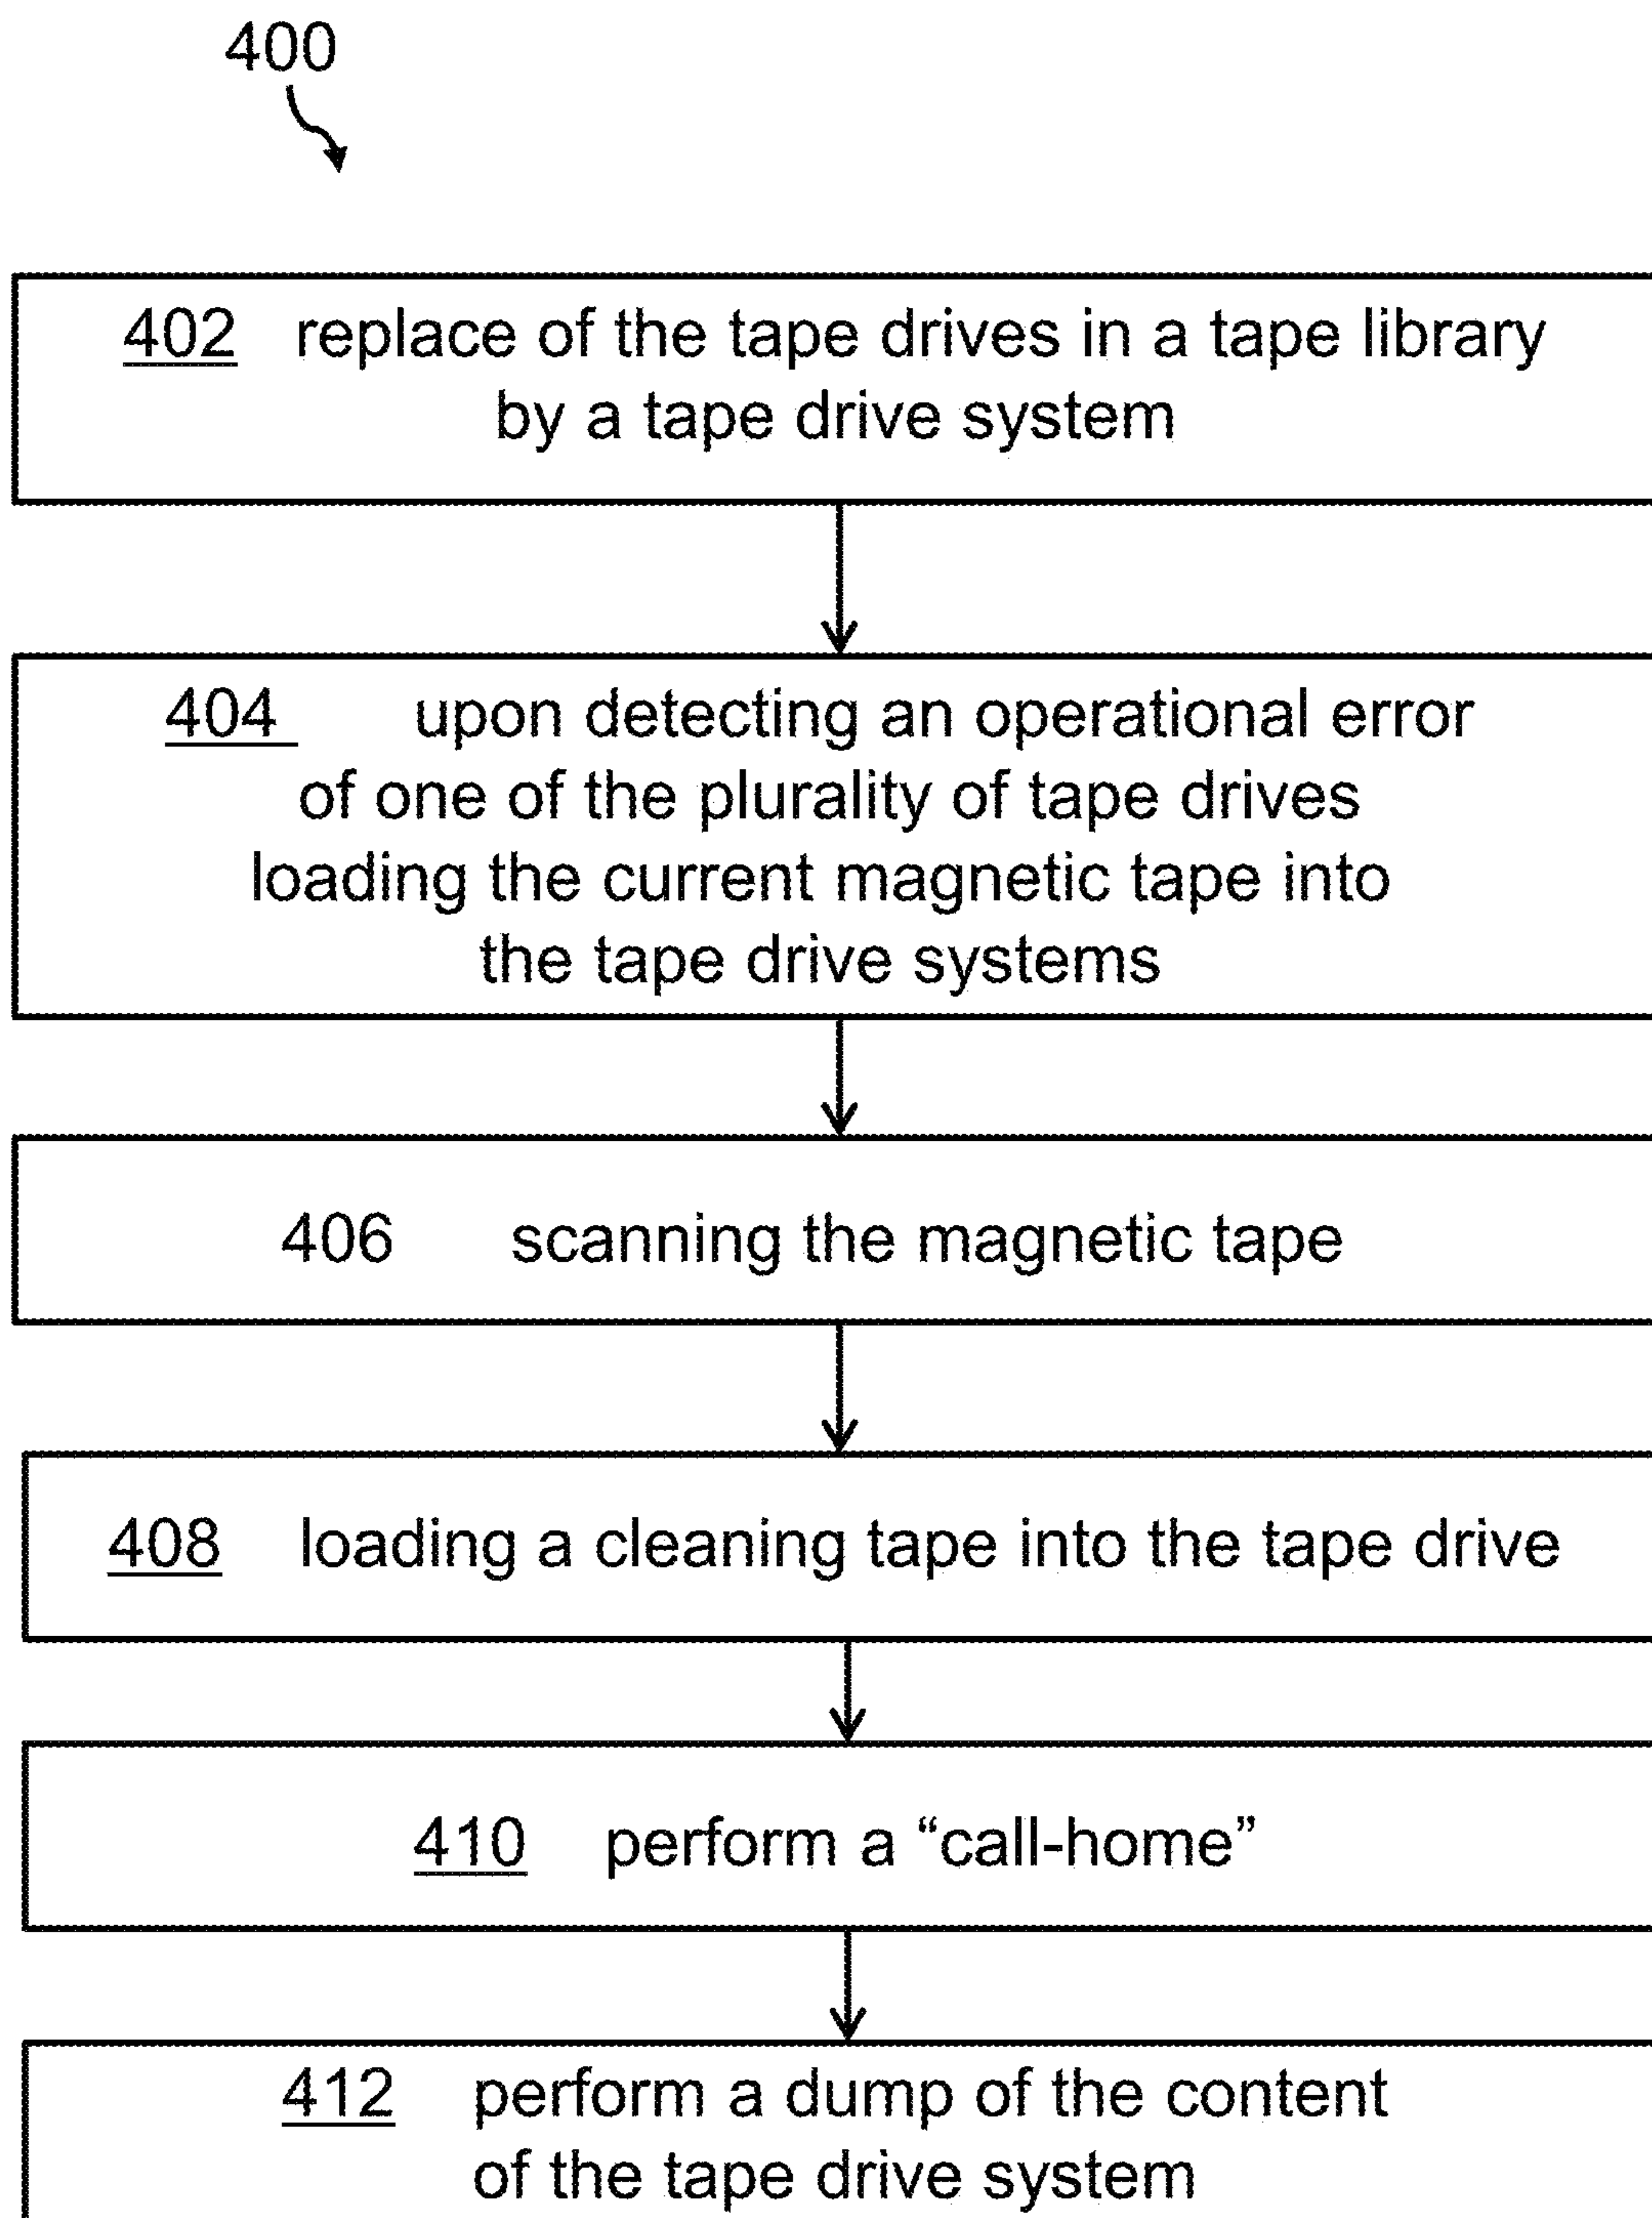 400
402 replace of the tape drives in a tape library
by a tape drive system
404 upon detecting an operational error
of one of the plurality of tape drives
loading the current magnetic tape into
the tape drive systems
406 scanning the magnetic tape
408 loading a cleaning tape into the tape drive
410 perform a “call-home”
412 perform a dump of the content
of the tape drive system